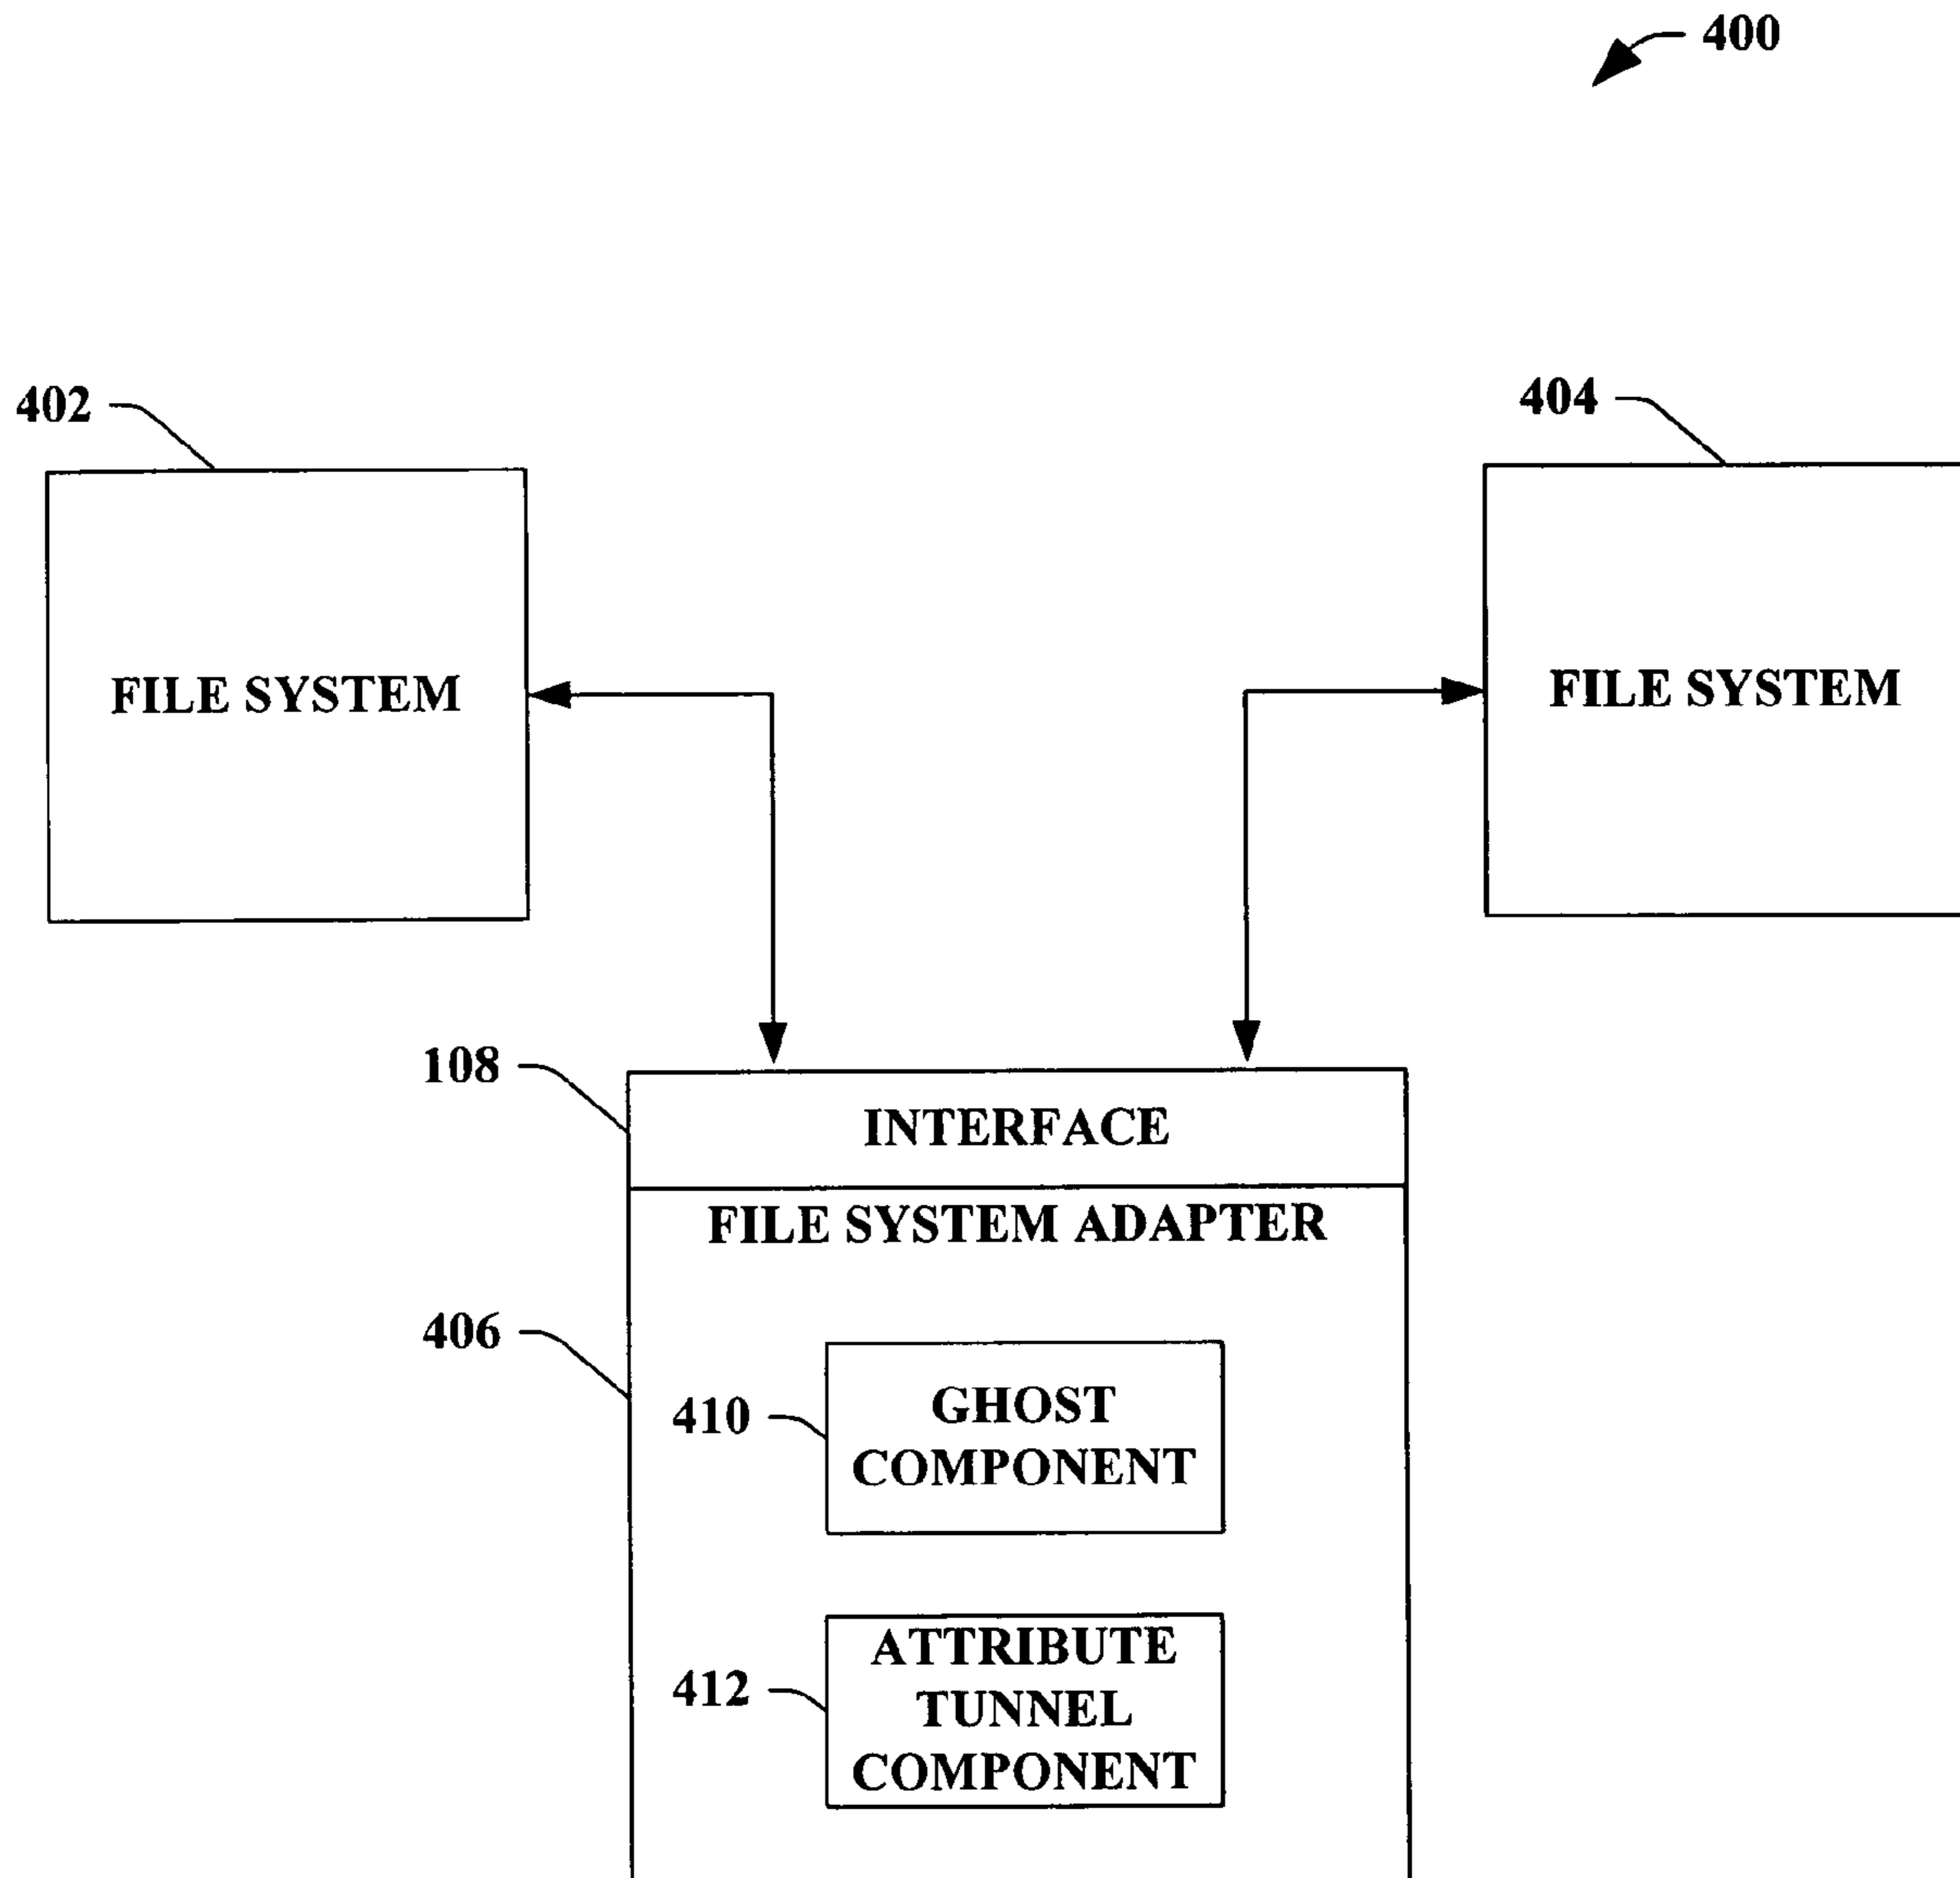 400
402
404
FILE SYSTEM
FILE SYSTEM
108
INTERFACE
FILE SYSTEM ADAPTER
406
410
GHOST
COMPONENT
412
ATTRIBUTE
TUNNEL
COMPONENT